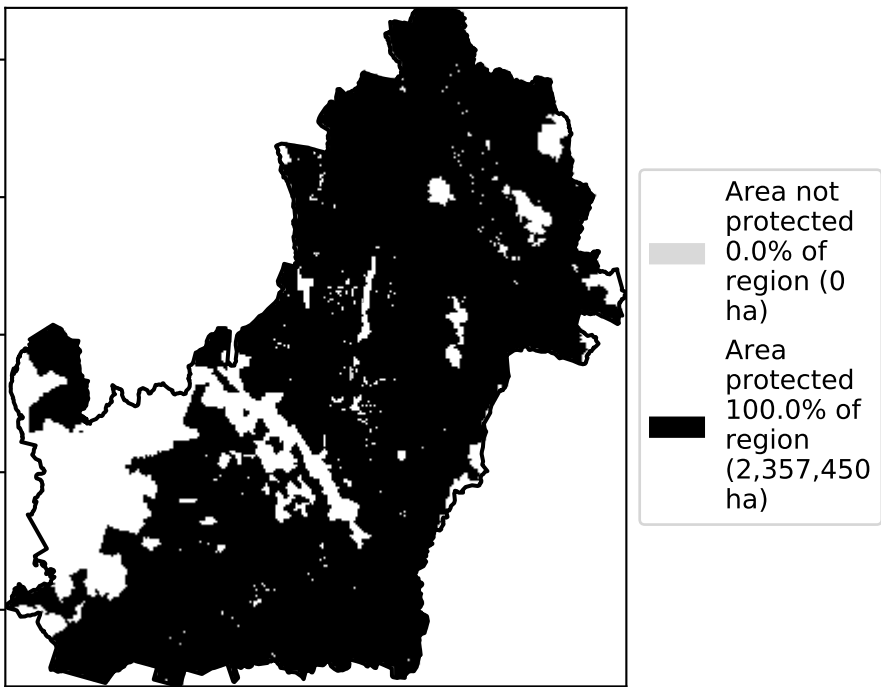 Area not
protected
0.0% of
region (0
ha)
Area
protected
100.0% of
region
(2,357,450
ha)